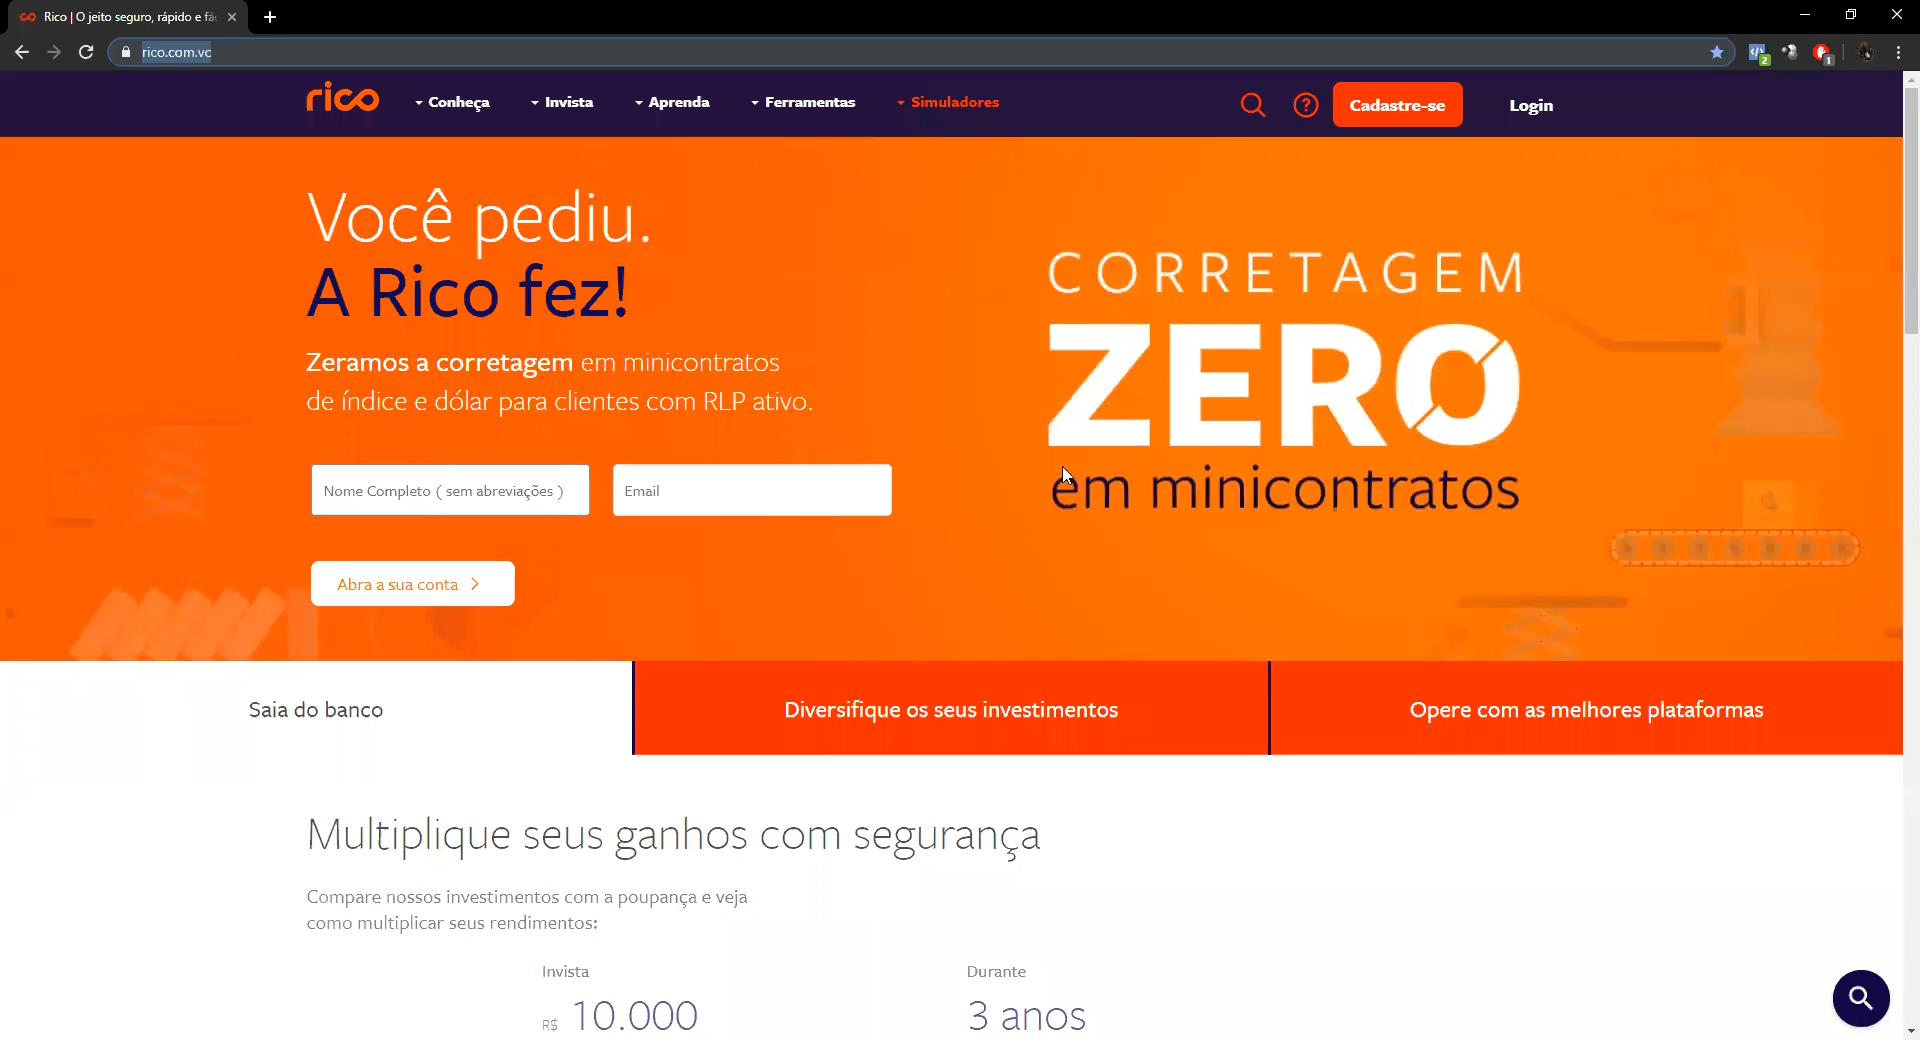 Rico | O jeito seguro, rápido e fác
rico.com.vc
2
1
rico
Conheça
Invista
Aprenda
Ferramentas
Simuladores
Cadastre-se
Login
Você pediu.
A Rico fez!
Zeramos a corretagem em minicontratos
de índice e dólar para clientes com RLP ativo.
Nome Completo ( sem abreviações )
Email
Abra a sua conta
CORRETAGEM
ZERO
em minicontratos
Saia do banco
Diversifique os seus investimentos
Opere com as melhores plataformas
Multiplique seus ganhos com segurança
Compare nossos investimentos com a poupança e veja
como multiplicar seus rendimentos:
Invista
R$ 10.000
Durante
3 anos